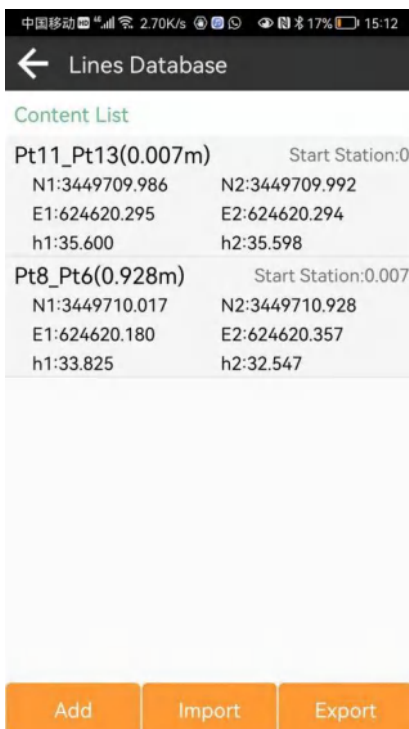 中国移动 HD 4G 2.70K/s 17% 15:12
Lines Database
Content List
Pt11_Pt13(0.007m) Start Station:0
N1:3449709.986 N2:3449709.992
E1:624620.295 E2:624620.294
h1:35.600 h2:35.598
Pt8_Pt6(0.928m) Start Station:0.007
N1:3449710.017 N2:3449710.928
E1:624620.180 E2:624620.357
h1:33.825 h2:32.547
Add Import Export